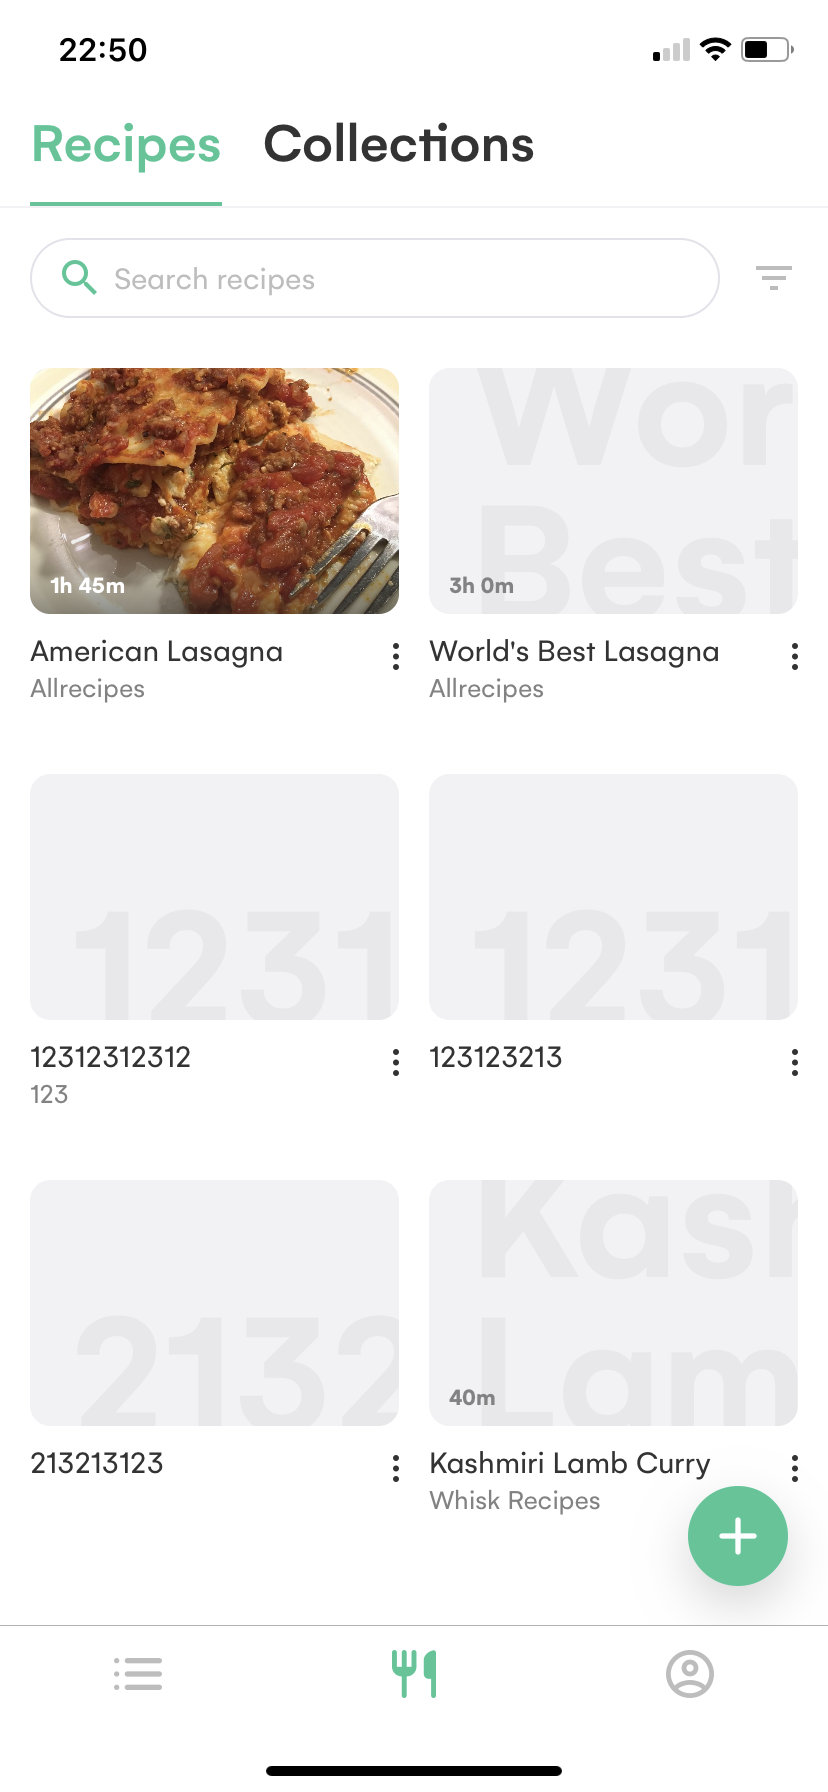 22:50
Recipes Collections
Search recipes
Wor
Best
1h 45m
3h 0m
American Lasagna
World's Best Lasagna
Allrecipes
Allrecipes
1231
1231
12312312312
123123213
123
2132
Kash
Lam
40m
213213123
Kashmiri Lamb Curry
Whisk Recipes